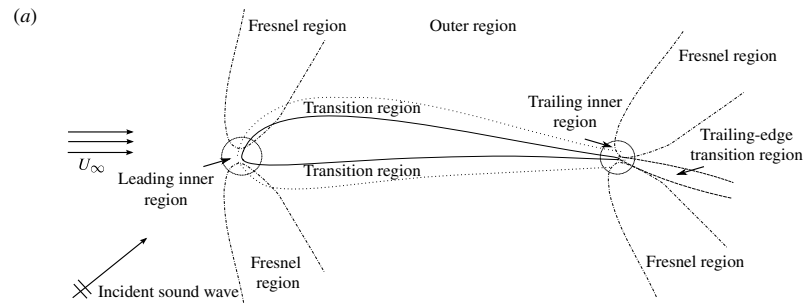 (a)
Fresnel region
Outer region
Fresnel region
Transition region
Trailing inner
region
Trailing-edge
transition region
U∞
Leading inner
region
Transition region
Fresnel
region
Fresnel region
Incident sound wave